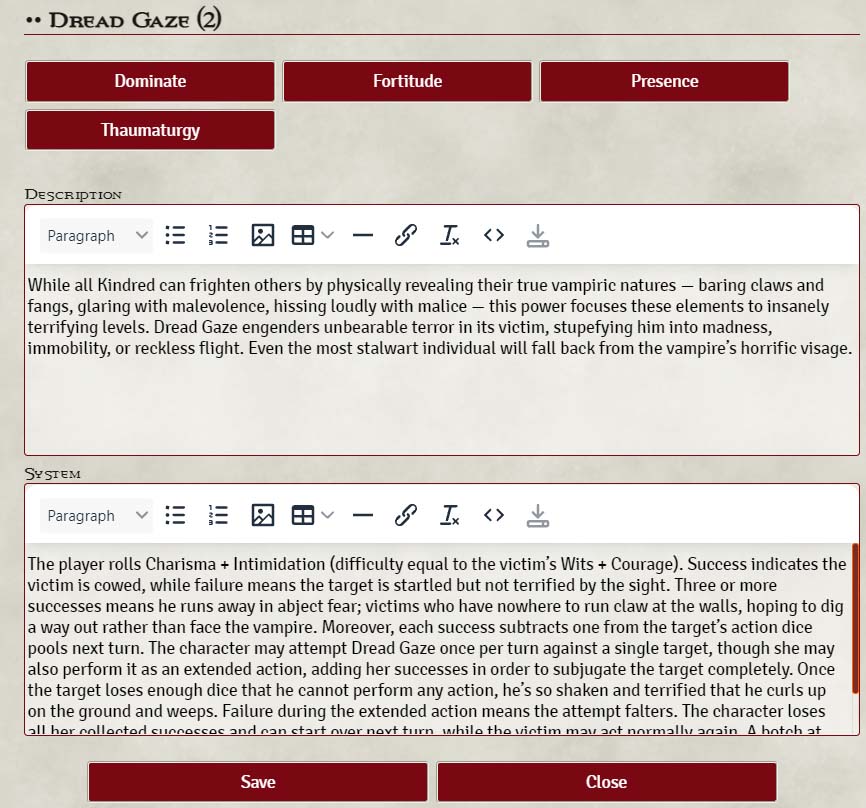 •• Dread Gaze (2)
Dominate Fortitude Presence
Thaumaturgy
Description
Paragraph
While all Kindred can frighten others by physically revealing their true vampiric natures — baring claws and
fangs, glaring with malevolence, hissing loudly with malice — this power focuses these elements to insanely
terrifying levels. Dread Gaze engenders unbearable terror in its victim, stupefying him into madness,
immobility, or reckless flight. Even the most stalwart individual will fall back from the vampire’s horrific visage.
System
Paragraph
The player rolls Charisma + Intimidation (difficulty equal to the victim’s Wits + Courage). Success indicates the
victim is cowed, while failure means the target is startled but not terrified by the sight. Three or more
successes means he runs away in abject fear; victims who have nowhere to run claw at the walls, hoping to dig
a way out rather than face the vampire. Moreover, each success subtracts one from the target’s action dice
pools next turn. The character may attempt Dread Gaze once per turn against a single target, though she may
also perform it as an extended action, adding her successes in order to subjugate the target completely. Once
the target loses enough dice that he cannot perform any action, he’s so shaken and terrified that he curls up
on the ground and weeps. Failure during the extended action means the attempt falters. The character loses
all her collected successes and can start over next turn, while the victim may act normally again. A botch at
Save Close